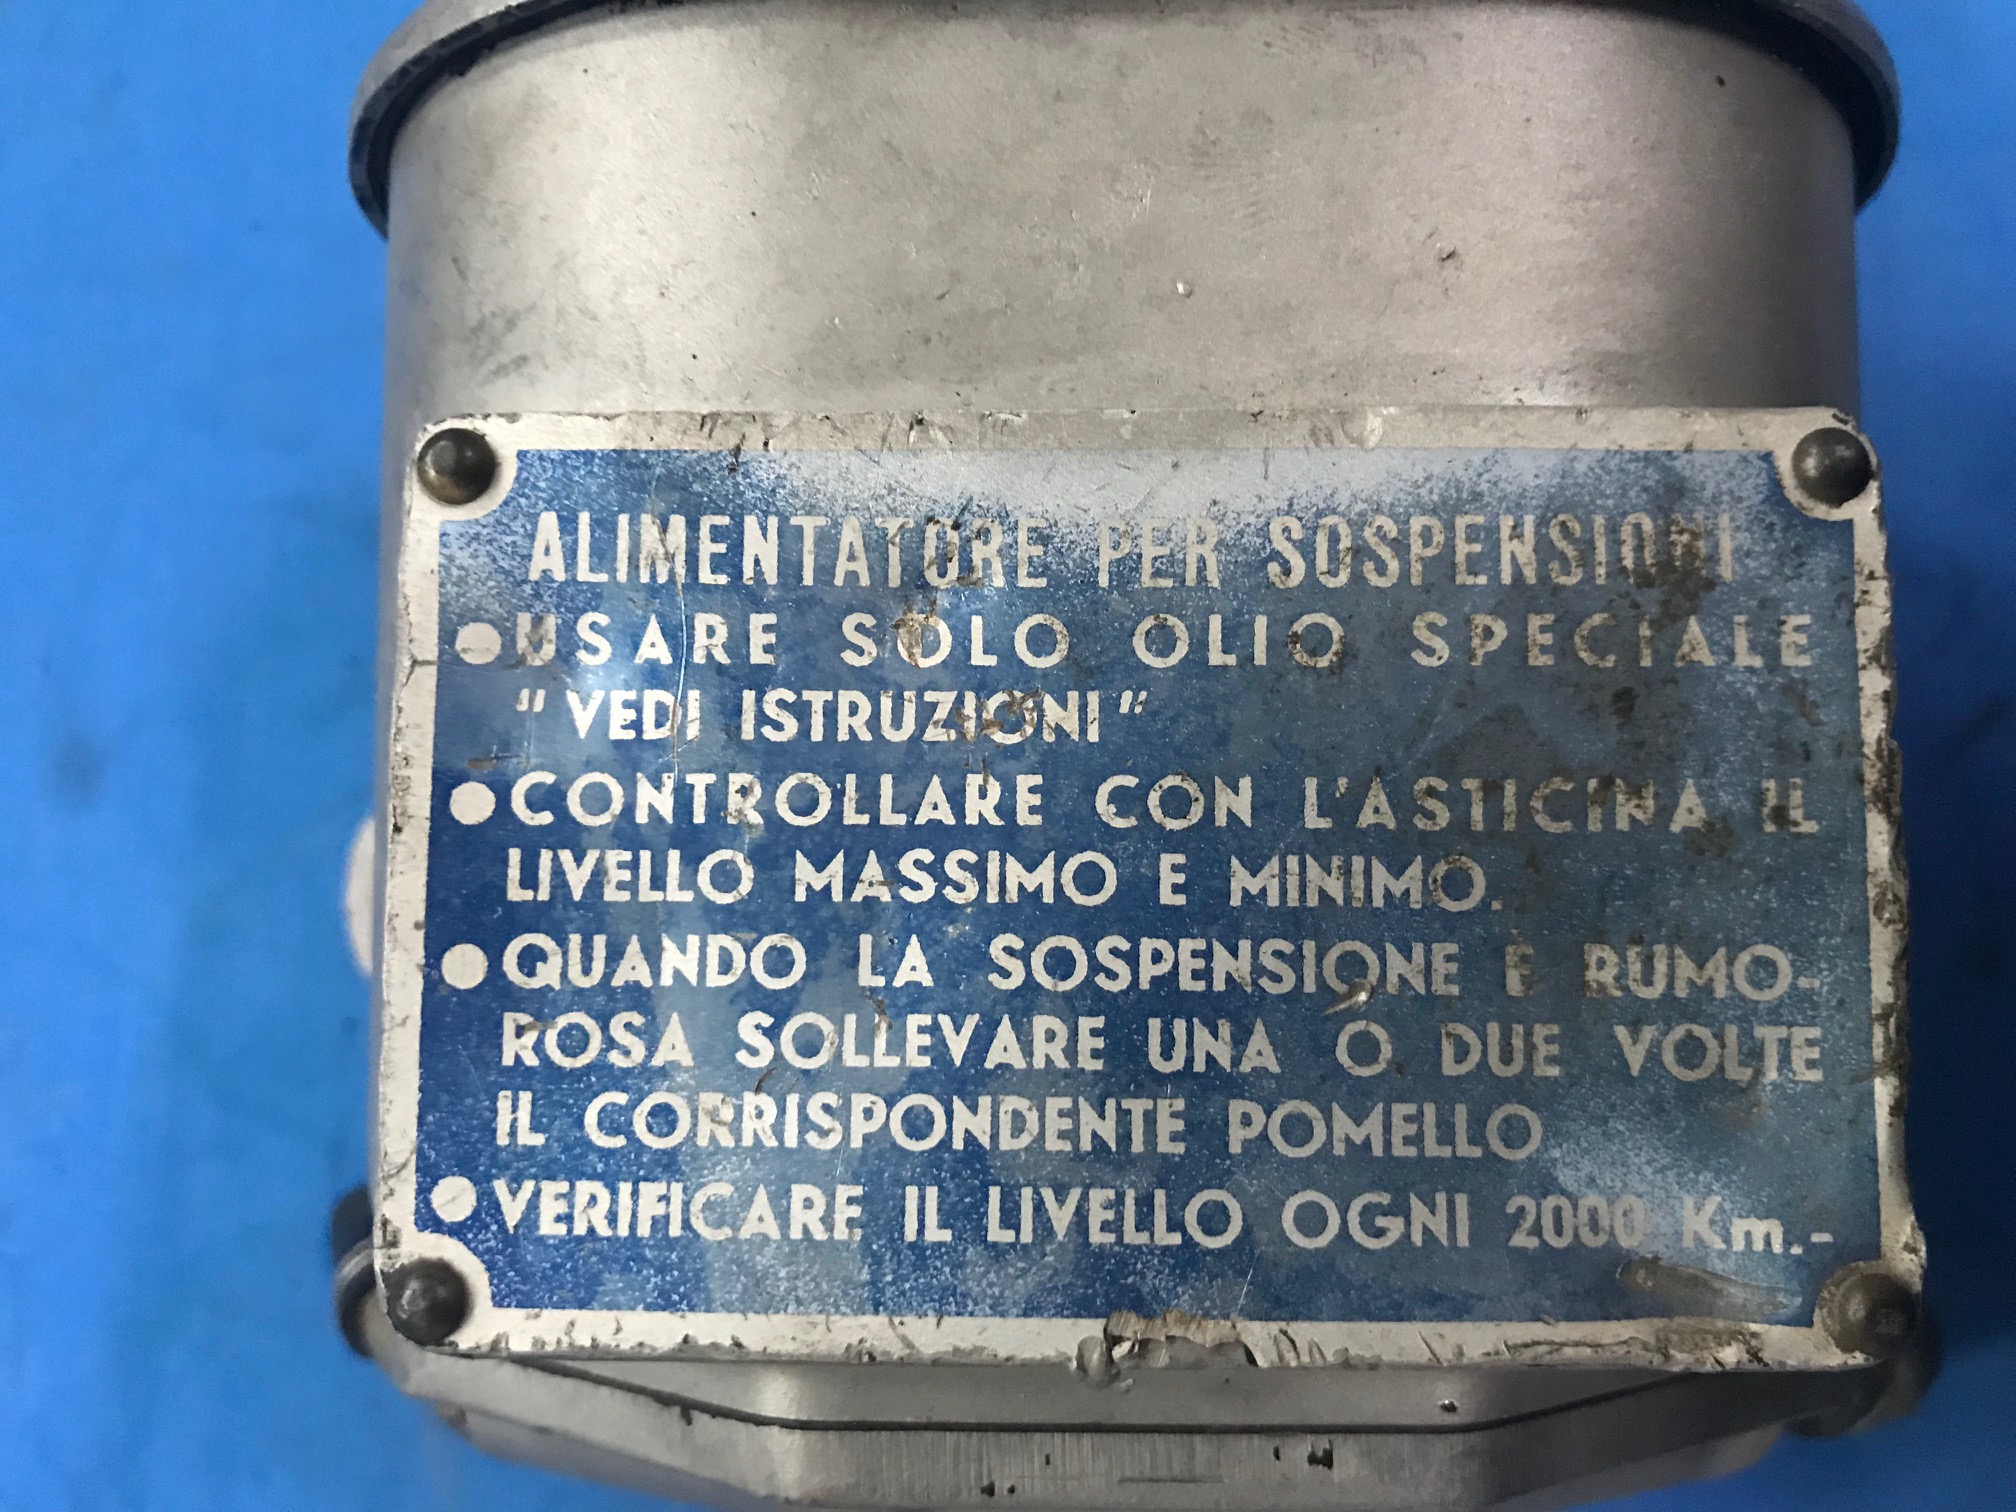 ALIMENTATORE PER SOSPENSIONI
● USARE SOLO OLIO SPECIALE
"VEDI ISTRUZIONI"
● CONTROLLARE CON L'ASTICINA IL
LIVELLO MASSIMO E MINIMO.
● QUANDO LA SOSPENSIONE È RUMO-
ROSA SOLLEVARE UNA O DUE VOLTE
IL CORRISPONDENTE POMELLO
● VERIFICARE IL LIVELLO OGNI 2000 Km.-